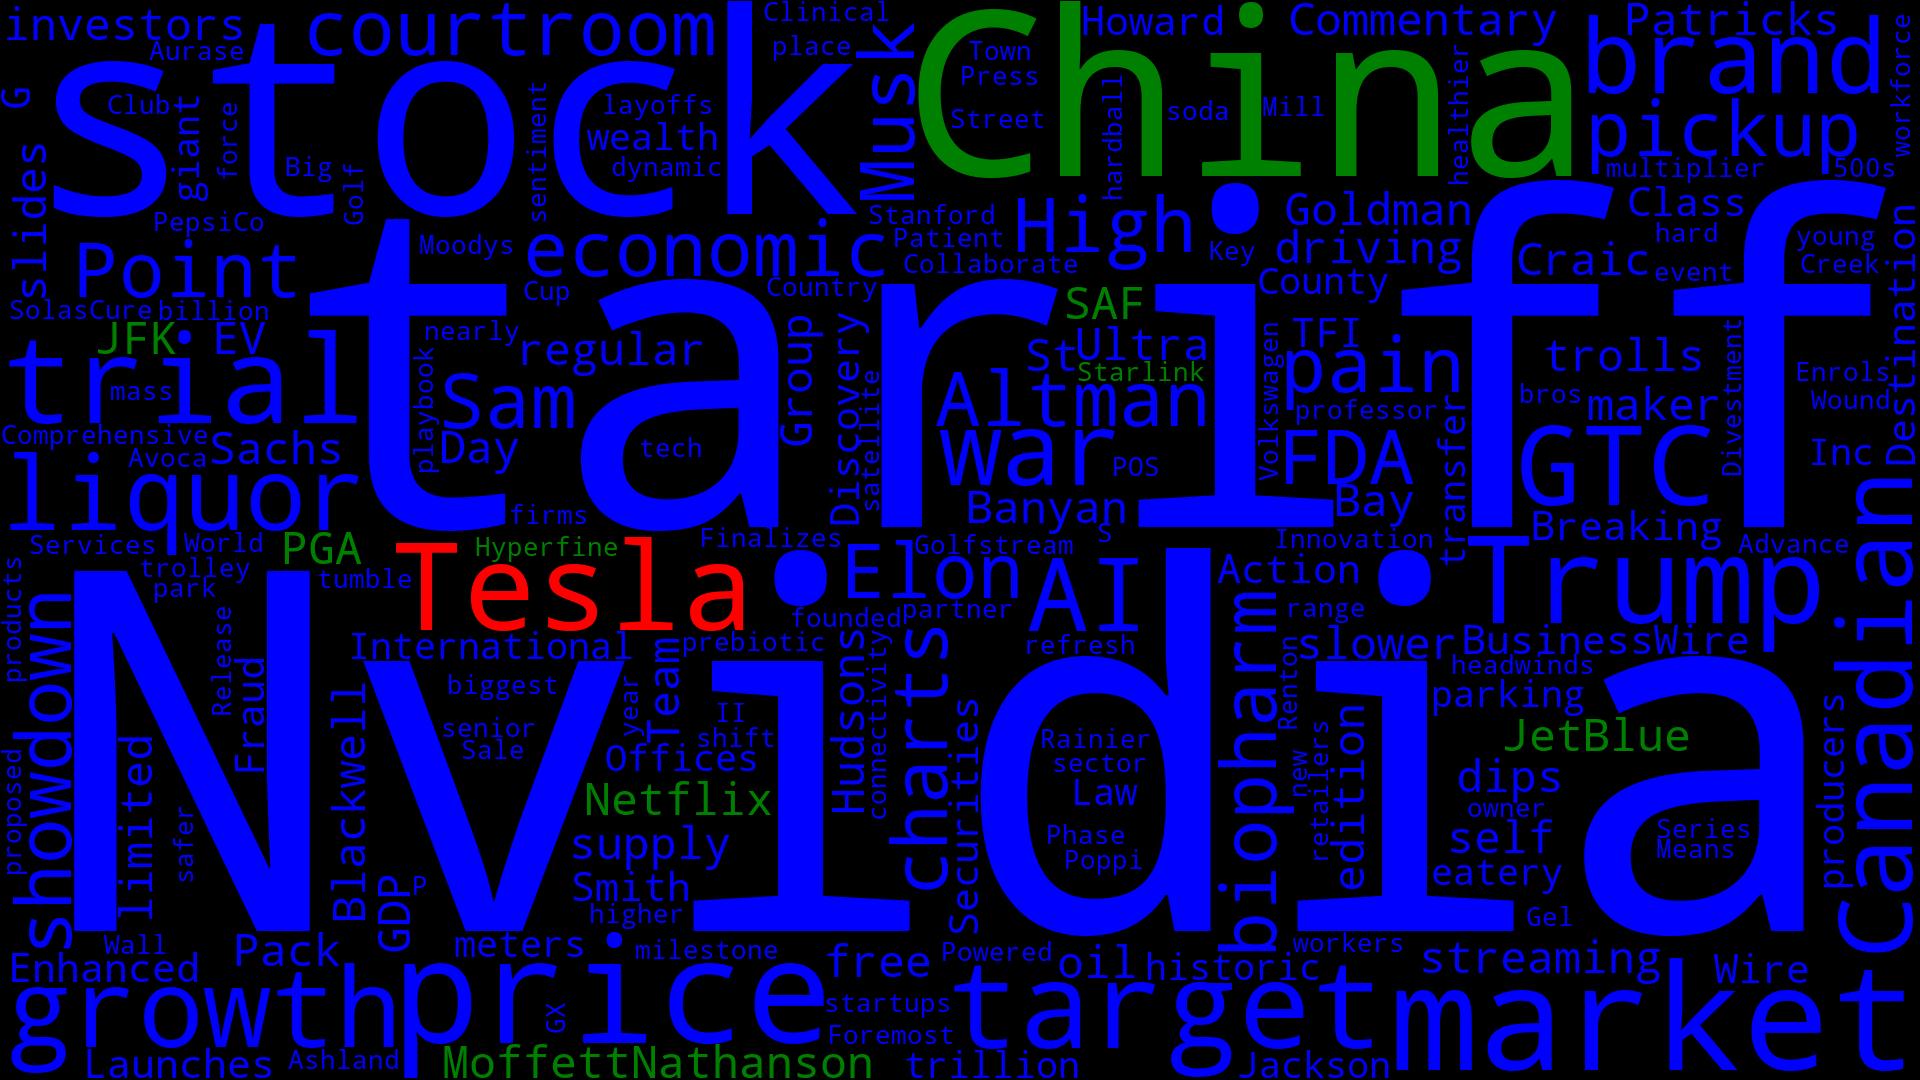 investors
courtroom
Clinical
Howard
Commentary
Patricks
Aurase
place
Town
brand
workforce
stock
China
Musk
Press
G
Club
giant
force
sentiment
layoffs
Street
hardball
soda
Mill
healthier
pickup
wealth
Big
Golf
dynamic
multiplier
500s
slides
PepsiCo
Moodys
economic
Stanford
Patient
High
Goldman
Class
hard
young
Point
Collaborate
Key
driving
Craic
event
Creek
Destination
SolasCure
billion
Cup
Country
County
tariff
JFK
EV
nearly
regular
Group
Discovery
SAF
St
Ultra
TFI
trolls
Divestment
Enrols
trial
mass
playbook
Sam
satellite
Starlink
Altman
Volkswagen
pain
professor
transfer
bros
maker
Wound
Comprehensive
Avoca
Sachs
Day
tech
War
POS
FDA
GTC
Inc
liquor
firms
Banyan
S
Bay
Breaking
Services
World
PGA
Hyperfine
Finalizes
Golfstream
Innovation
Advance
Canadian
products
trolley
park
tumble
Tesla
Elon
AI
Action
Trump
founded
partner
range
showdown
Release
International
Team
prebiotic
refresh
slower
BusinessWire
Nvidia
Fraud
Blackwell
biggest
year
II
Hudsons
connectivity
charts
biopharm
Renton
headwinds
parking
senior
Sale
shift
Offices
Securities
Rainier
sector
new
retailers
edition
JetBlue
producers
proposed
limited
safer
Netflix
Law
dips
owner
supply
Phase
Poppi
self
Series
Means
GDP
P
Smith
higher
eatery
Gel
Wall
Pack
meters
milestone
free
Powered
oil
historic
workers
streaming
Wire
Enhanced
growth
price
GX
startups
target
market
Foremost
Launches
Ashland
MoffettNathanson
trillion
Jackson